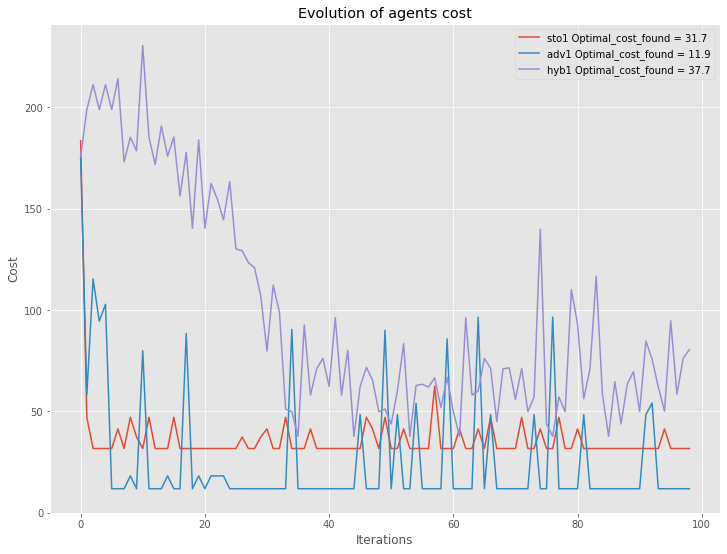 Evolution of agents cost
sto1 Optimal_cost_found = 31.7
adv1 Optimal_cost_found = 11.9
hyb1 Optimal_cost_found = 37.7
200
150
100
50
0
Cost
0 20 40 60 80 100
Iterations